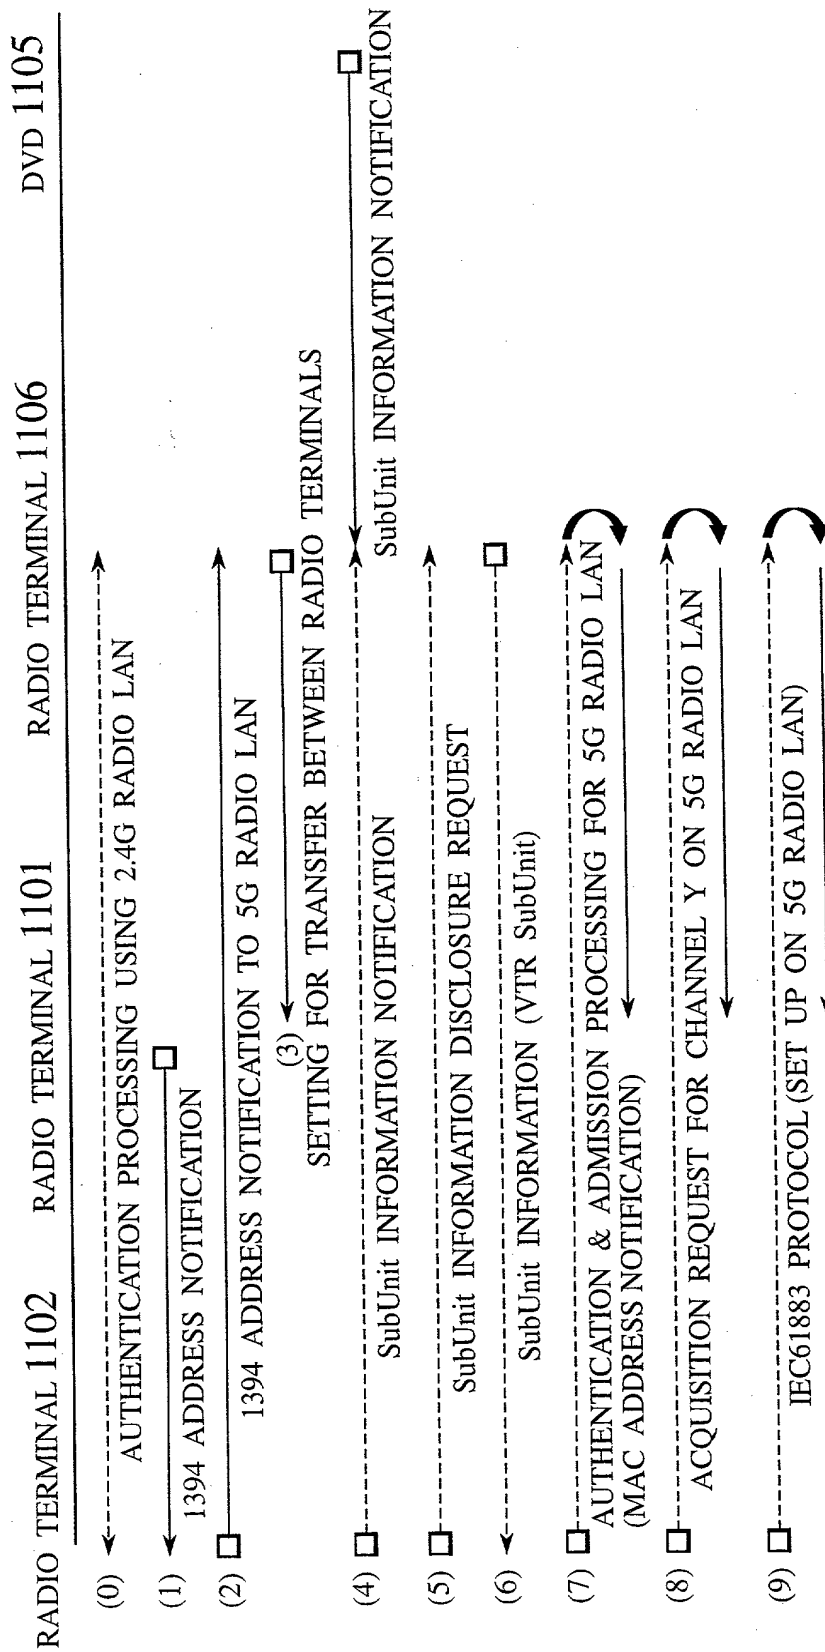 RADIO TERMINAL 1102 RADIO TERMINAL 1101 RADIO TERMINAL 1106 DVD 1105
(0)
AUTHENTICATION PROCESSING USING 2.4G RADIO LAN
(1)
1394 ADDRESS NOTIFICATION
(2)
1394 ADDRESS NOTIFICATION TO 5G RADIO LAN
(3)
SETTING FOR TRANSFER BETWEEN RADIO TERMINALS
(4)
SubUnit INFORMATION NOTIFICATION
SubUnit INFORMATION NOTIFICATION
(5)
SubUnit INFORMATION DISCLOSURE REQUEST
(6)
SubUnit INFORMATION (VTR SubUnit)
(7)
AUTHENTICATION & ADMISSION PROCESSING FOR 5G RADIO LAN
(MAC ADDRESS NOTIFICATION)
(8)
ACQUISITION REQUEST FOR CHANNEL Y ON 5G RADIO LAN
(9)
IEC61883 PROTOCOL (SET UP ON 5G RADIO LAN)